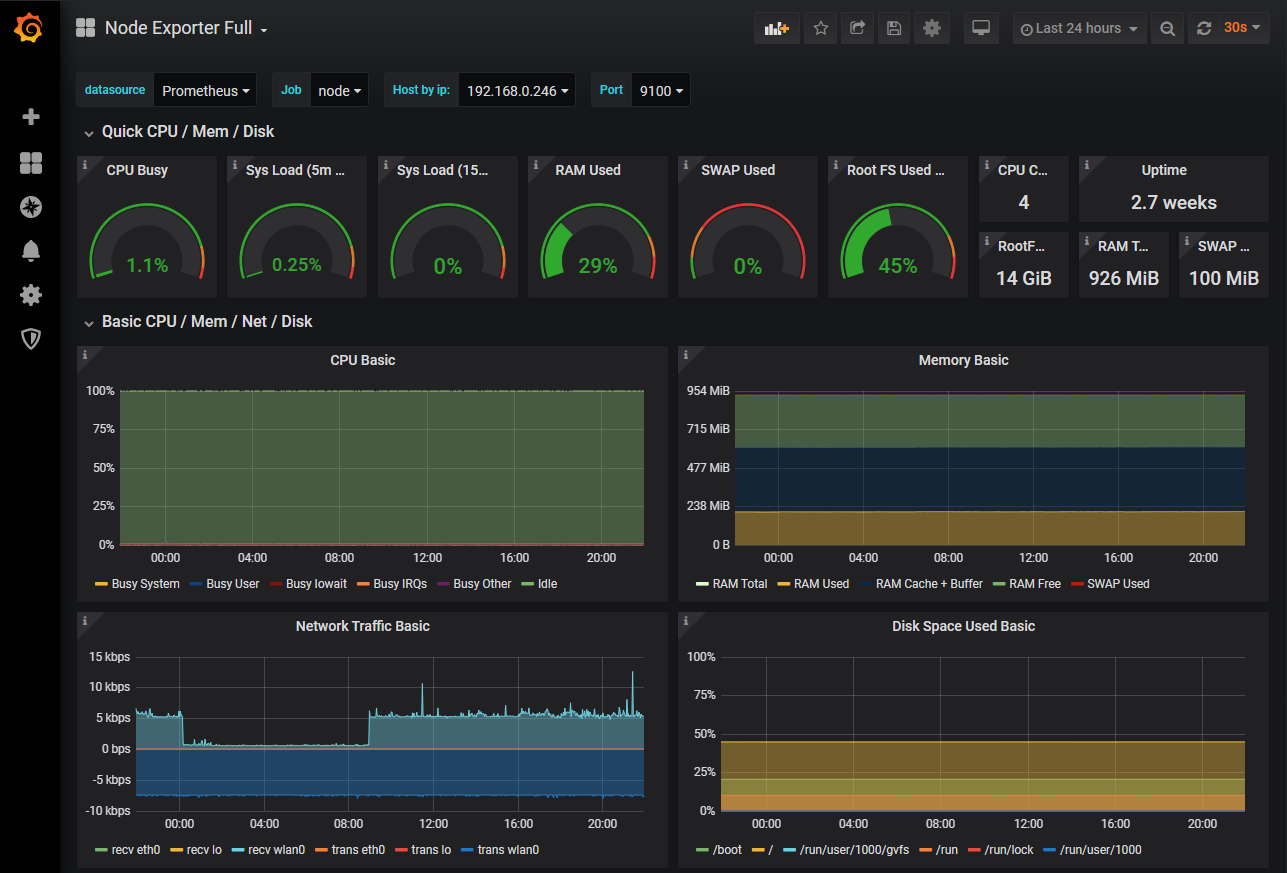 Node Exporter Full
Last 24 hours
30s
datasource Prometheus Job node Host by ip: 192.168.0.246 Port 9100
Quick CPU / Mem / Disk
CPU Busy
1.1%
Sys Load (5m ...
0.25%
Sys Load (15...
0%
RAM Used
29%
SWAP Used
0%
Root FS Used ...
45%
CPU C...
4
Uptime
2.7 weeks
RootF...
14 GiB
RAM T...
926 MiB
SWAP ...
100 MiB
Basic CPU / Mem / Net / Disk
CPU Basic
100%
75%
50%
25%
0%
00:00 04:00 08:00 12:00 16:00 20:00
Busy System Busy User Busy Iowait Busy IRQs Busy Other Idle
Memory Basic
954 MiB
715 MiB
477 MiB
238 MiB
0 B
00:00 04:00 08:00 12:00 16:00 20:00
RAM Total RAM Used RAM Cache + Buffer RAM Free SWAP Used
Network Traffic Basic
15 kbps
10 kbps
5 kbps
0 bps
-5 kbps
-10 kbps
00:00 04:00 08:00 12:00 16:00 20:00
recv eth0 recv lo recv wlan0 trans eth0 trans lo trans wlan0
Disk Space Used Basic
100%
75%
50%
25%
0%
00:00 04:00 08:00 12:00 16:00 20:00
/boot / /run/user/1000/gvfs /run /run/lock /run/user/1000